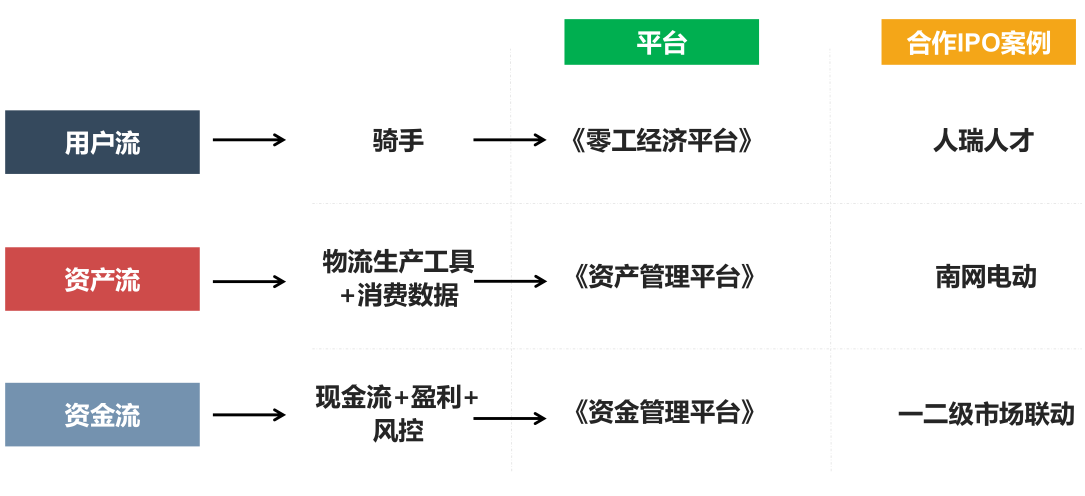 平台
合作IPO案例
用户流
骑手
《零工经济平台》
人瑞人才
资产流
物流生产工具
+消费数据
《资产管理平台》
南网电动
资金流
现金流+盈利+
风控
《资金管理平台》
一二级市场联动